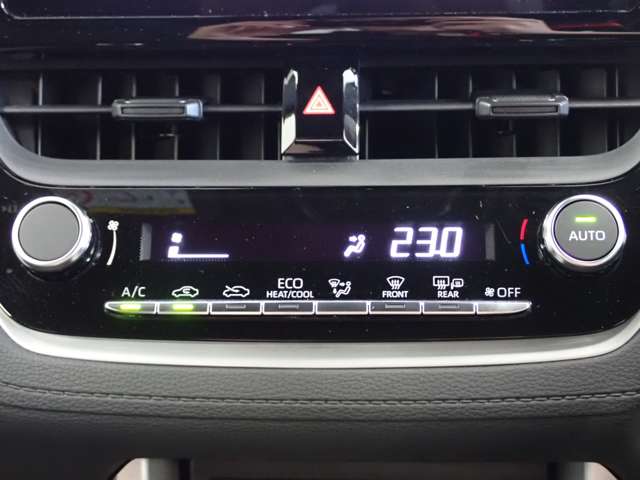 23.0
AUTO
A/C
ECO
HEAT/COOL
FRONT
REAR
OFF